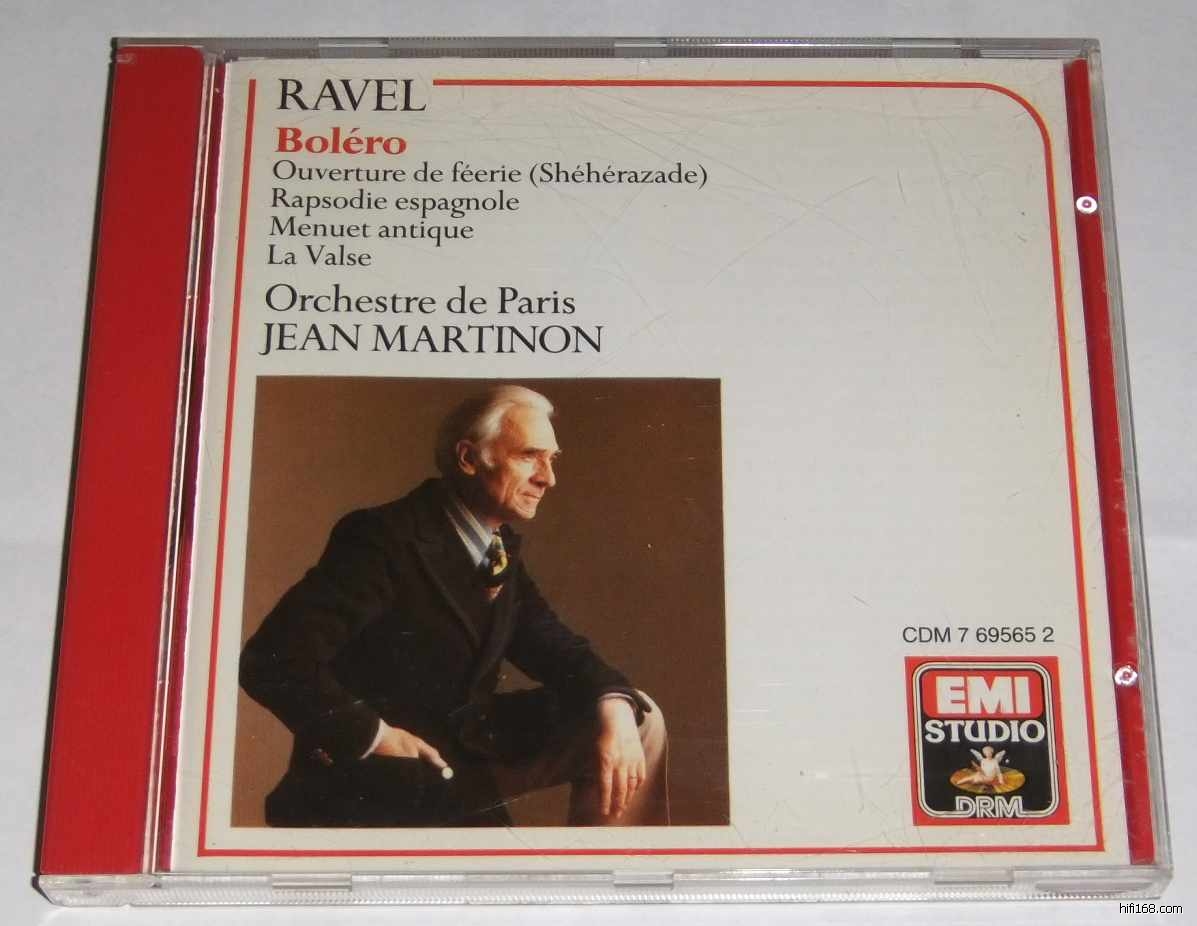 RAVEL
Boléro
Ouverture de féerie (Shéhérazade)
Rapsodie espagnole
Menuet antique
La Valse
Orchestre de Paris
JEAN MARTINON
CDM 7 69565 2
EMI
STUDIO
DRM
hifi168.com